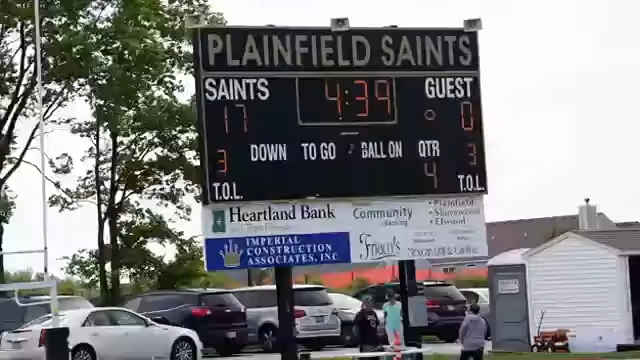 PLAINFIELD SAINTS
SAINTS 4:39 GUEST
17 0
DOWN TO GO BALL ON QTR
3 4 3
T.O.L. T.O.L.
Heartland Bank
Community
• Plainfield
• Shorewood
• Elwood
IMPERIAL
CONSTRUCTION
ASSOCIATES, INC